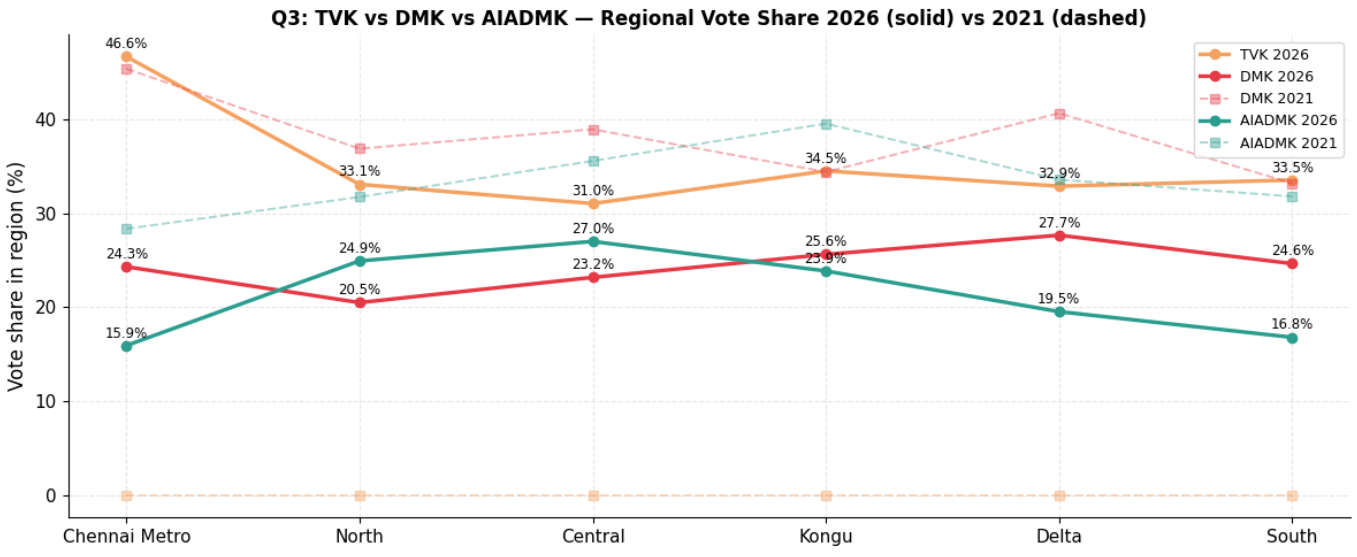 Q3: TVK vs DMK vs AIADMK — Regional Vote Share 2026 (solid) vs 2021 (dashed)
Vote share in region (%)
40
30
20
10
0
46.6%
33.1%
31.0%
34.5%
32.9%
33.5%
24.3%
20.5%
23.2%
25.6%
27.7%
24.6%
15.9%
24.9%
27.0%
23.9%
19.5%
16.8%
TVK 2026
DMK 2026
DMK 2021
AIADMK 2026
AIADMK 2021
Chennai Metro
North
Central
Kongu
Delta
South